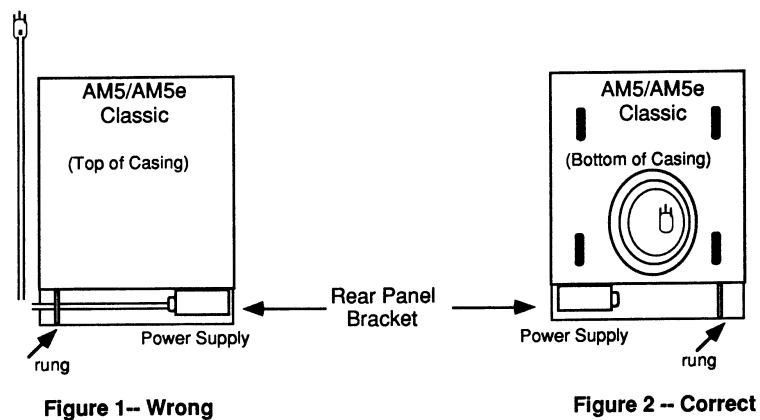 AM5/AM5e
Classic
(Top of Casing)
Power Supply
rung
Figure 1-- Wrong
Rear Panel
Bracket
AM5/AM5e
Classic
(Bottom of Casing)
Power Supply
rung
Figure 2 -- Correct